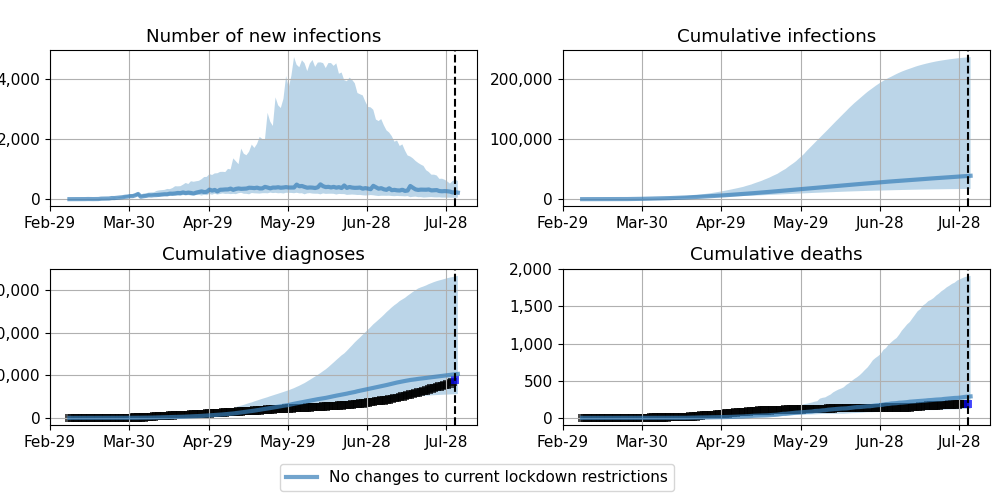 Number of new infections
4,000
2,000
0
Feb-29 Mar-30 Apr-29 May-29 Jun-28 Jul-28
Cumulative infections
200,000
100,000
0
Feb-29 Mar-30 Apr-29 May-29 Jun-28 Jul-28
Cumulative diagnoses
0
Feb-29 Mar-30 Apr-29 May-29 Jun-28 Jul-28
Cumulative deaths
2,000
1,500
1,000
500
0
Feb-29 Mar-30 Apr-29 May-29 Jun-28 Jul-28
No changes to current lockdown restrictions